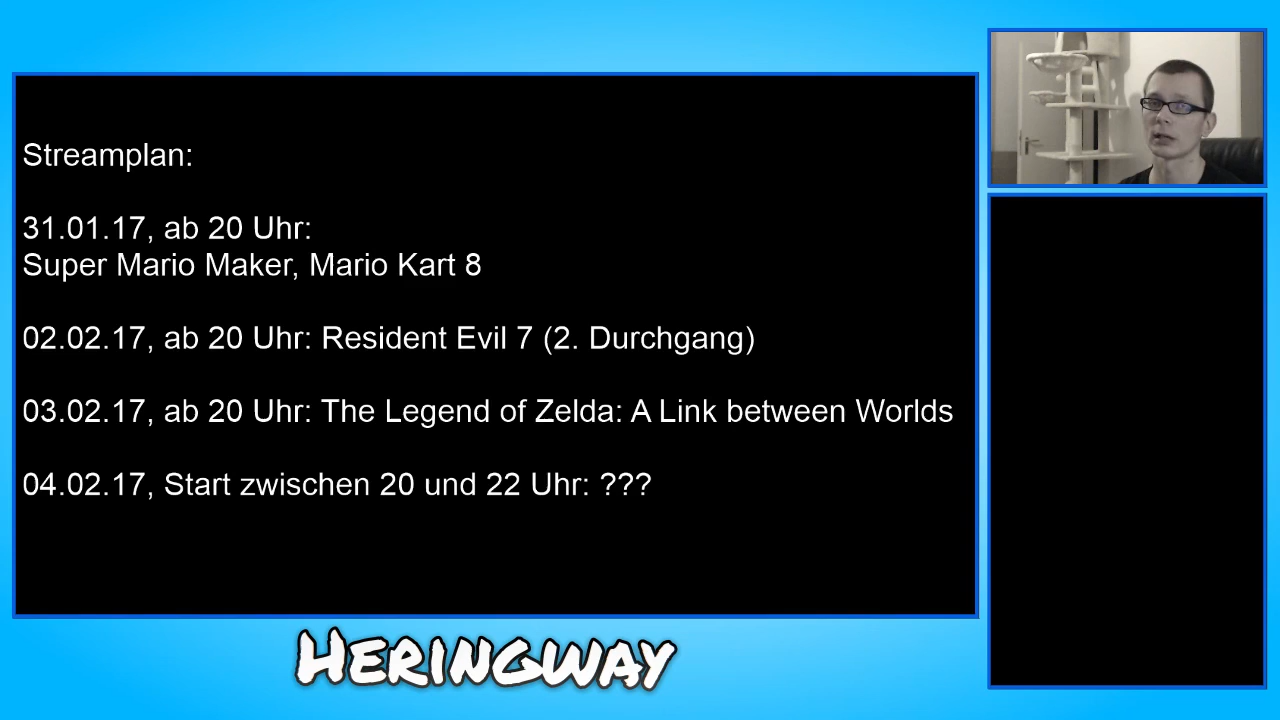 Streamplan:
31.01.17, ab 20 Uhr:
Super Mario Maker, Mario Kart 8
02.02.17, ab 20 Uhr: Resident Evil 7 (2. Durchgang)
03.02.17, ab 20 Uhr: The Legend of Zelda: A Link between Worlds
04.02.17, Start zwischen 20 und 22 Uhr: ???
HERINGWAY